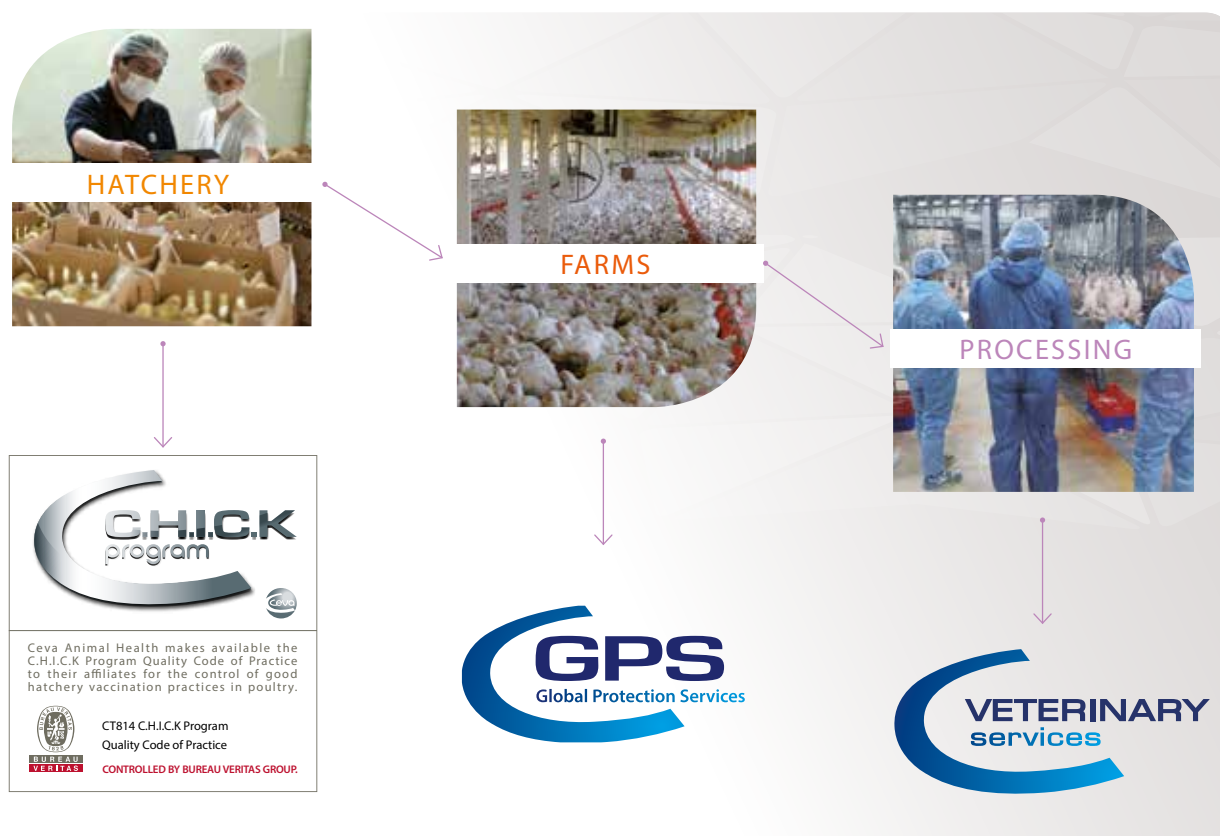 HATCHERY
FARMS
PROCESSING
C.H.I.C.K
program
Ceva
Ceva Animal Health makes available the
C.H.I.C.K Program Quality Code of Practice
to their affiliates for the control of good
hatchery vaccination practices in poultry.
BUREAU VERITAS
1828
BUREAU
VERITAS
CT814 C.H.I.C.K Program
Quality Code of Practice
CONTROLLED BY BUREAU VERITAS GROUP.
GPS
Global Protection Services
VETERINARY
services